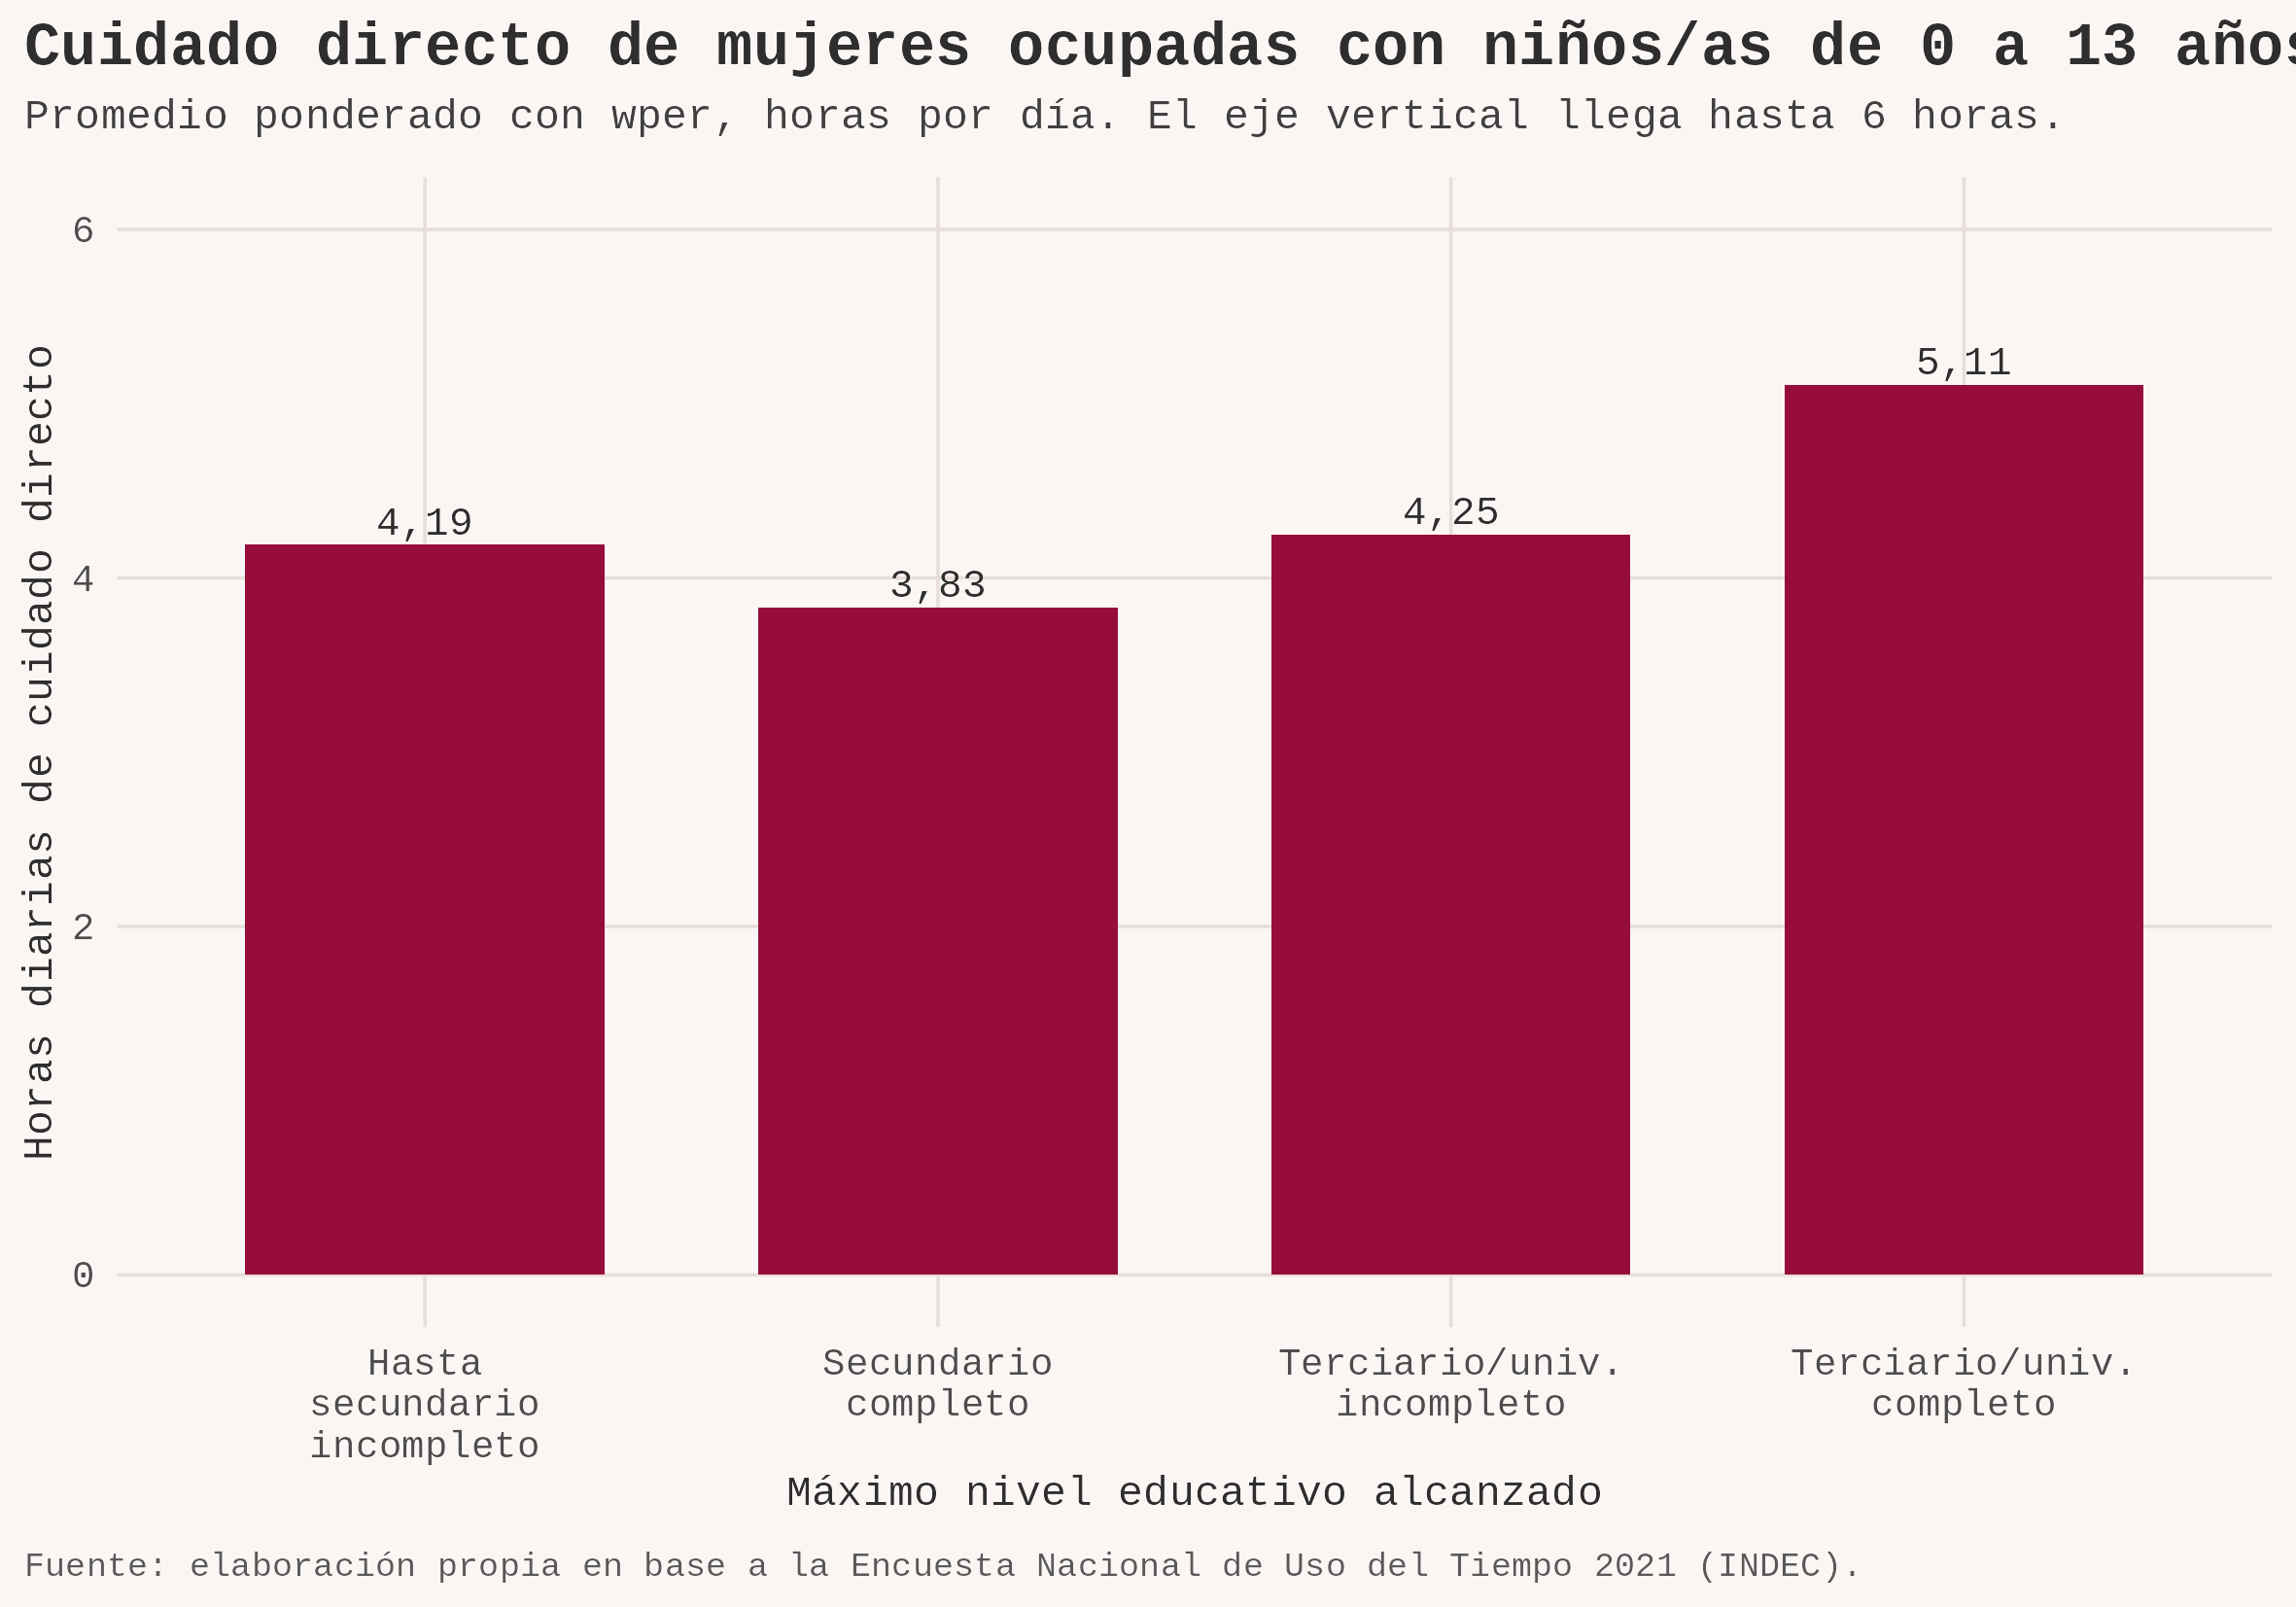 Cuidado directo de mujeres ocupadas con niños/as de 0 a 13 años
Promedio ponderado con wper, horas por día. El eje vertical llega hasta 6 horas.
Horas diarias de cuidado directo
6
4
2
0
4,19
3,83
4,25
5,11
Hasta
secundario
incompleto
Secundario
completo
Terciario/univ.
incompleto
Terciario/univ.
completo
Máximo nivel educativo alcanzado
Fuente: elaboración propia en base a la Encuesta Nacional de Uso del Tiempo 2021 (INDEC).